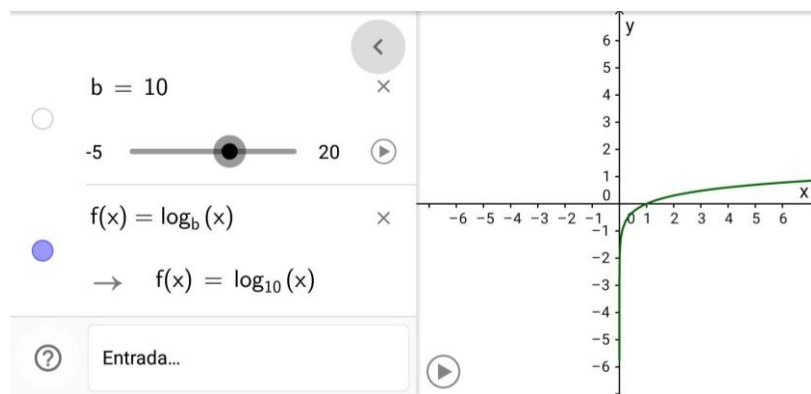 b = 10
-5 20
f(x) = log_b (x)
→ f(x) = log_10 (x)
Entrada...
y
6
5
4
3
2
1
0
x
−6 −5 −4 −3 −2 −1 0 1 2 3 4 5 6
−1
−2
−3
−4
−5
−6